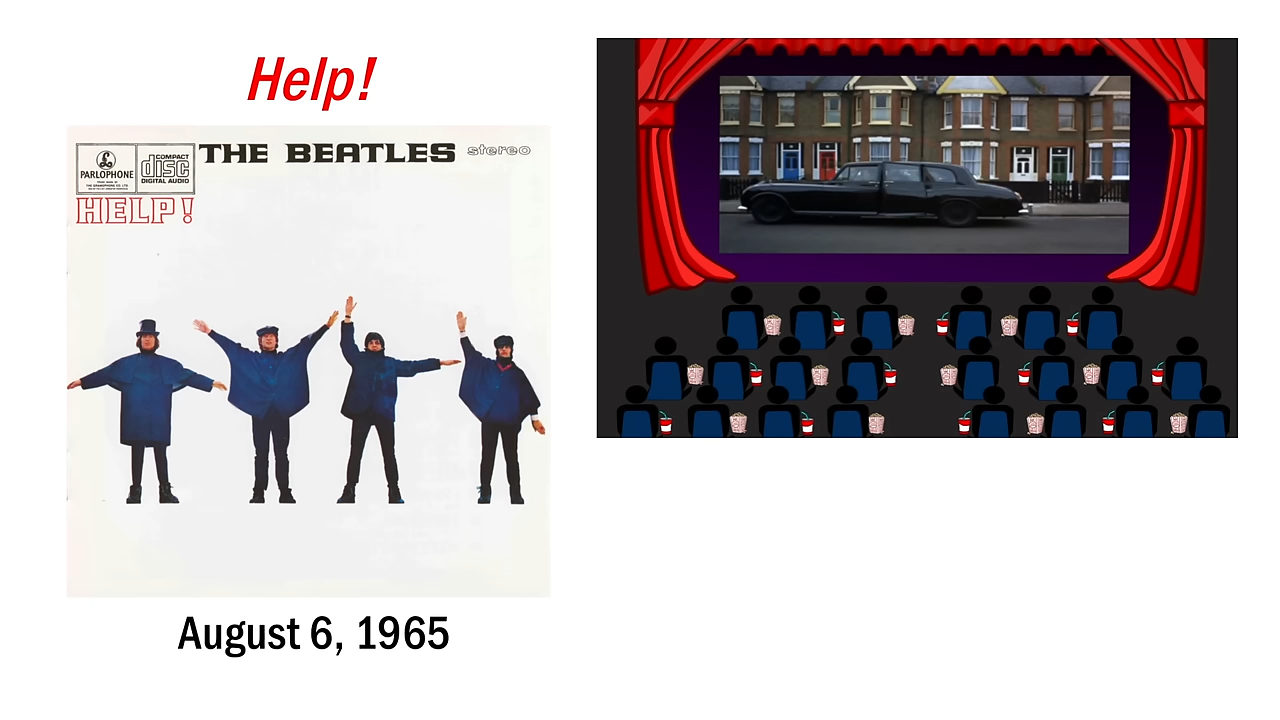 Help!
THE BEATLES stereo
PARLOPHONE
COMPACT
disc
DIGITAL AUDIO
HELP!
August 6, 1965